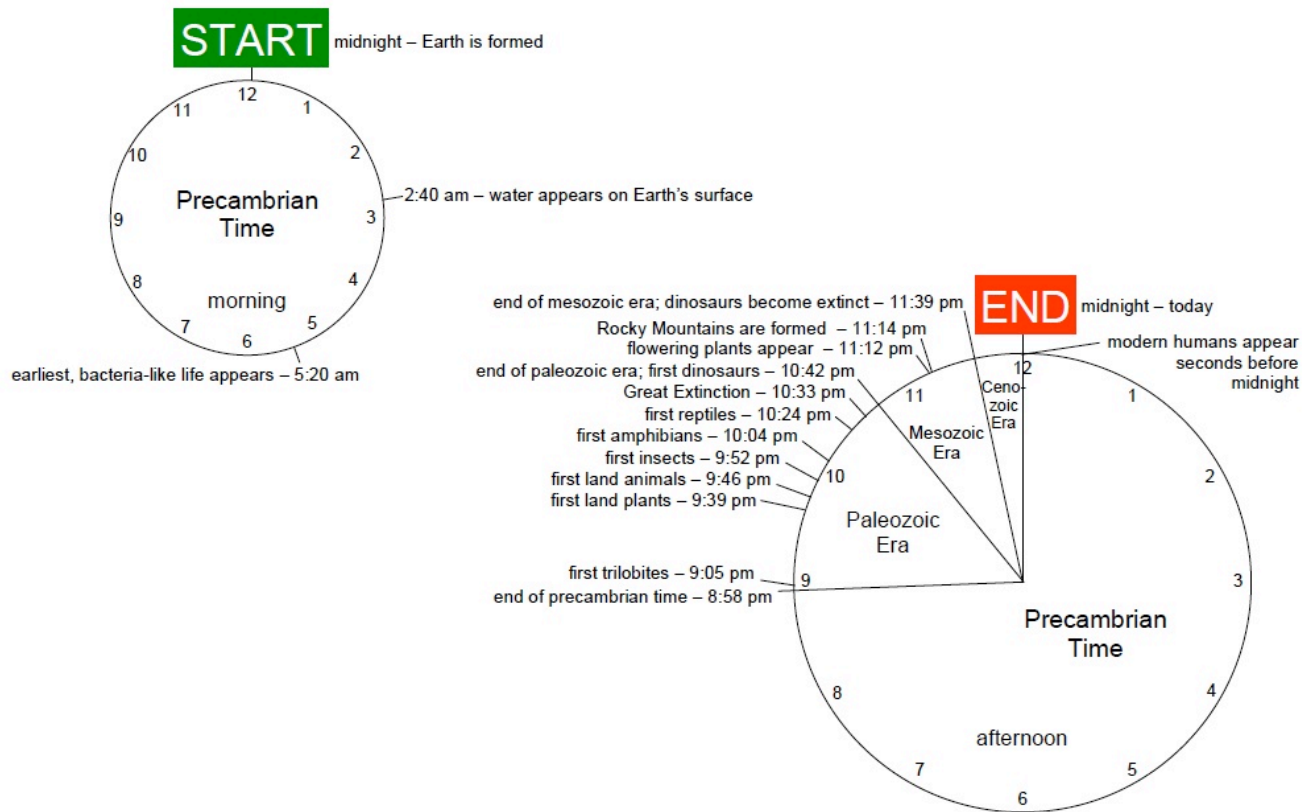 START
midnight – Earth is formed
12
11
1
10
2
2:40 am – water appears on Earth's surface
Precambrian
Time
9
3
8
4
morning
7
5
6
earliest, bacteria-like life appears – 5:20 am
END
midnight – today
end of mesozoic era; dinosaurs become extinct – 11:39 pm
Rocky Mountains are formed – 11:14 pm
flowering plants appear – 11:12 pm
end of paleozoic era; first dinosaurs – 10:42 pm
Great Extinction – 10:33 pm
first reptiles – 10:24 pm
first amphibians – 10:04 pm
first insects – 9:52 pm
first land animals – 9:46 pm
first land plants – 9:39 pm
first trilobites – 9:05 pm
end of precambrian time – 8:58 pm
modern humans appear
seconds before
midnight
12
Ceno-
zoic
Era
11
1
Mesozoic
Era
10
2
Paleozoic
Era
9
3
Precambrian
Time
8
4
afternoon
7
5
6